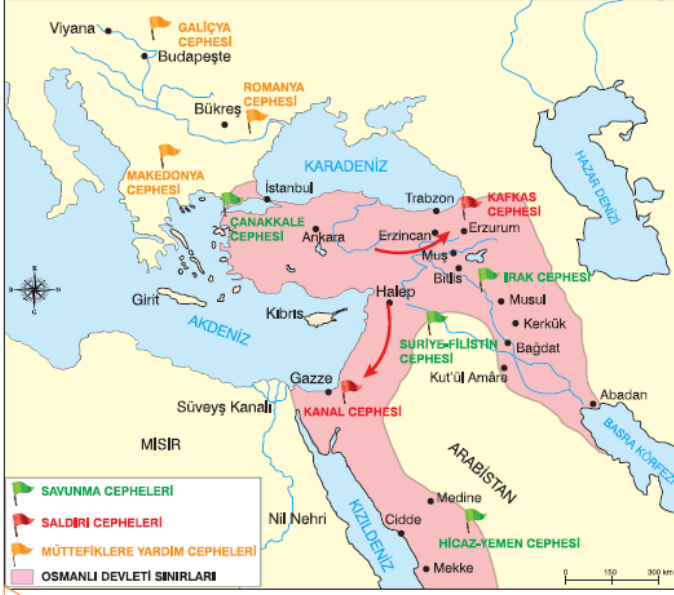 GALİÇYA
CEPHESİ
Viyana
Budapeşte
ROMANYA
CEPHESİ
Bükreş
MAKEDONYA
CEPHESİ
KARADENİZ
HAZAR DENİZİ
İstanbul
ÇANAKKALE
CEPHESİ
Trabzon
KAFKAS
CEPHESİ
Ankara
Erzincan
Erzurum
Muş
Bitlis
IRAK CEPHESİ
K
B
D
G
Girit
Kıbrıs
Halep
Musul
AKDENİZ
Kerkük
SURİYE-FİLİSTİN
CEPHESİ
Bağdat
Kut'ül Amâre
Gazze
KANAL CEPHESİ
Abadan
Süveyş Kanalı
BASRA KÖRFEZİ
MISIR
ARABİSTAN
Medine
Nil Nehri
KIZILDENİZ
Cidde
HİCAZ-YEMEN CEPHESİ
Mekke
SAVUNMA CEPHELERİ
SALDIRI CEPHELERİ
MÜTTEFİKLERE YARDIM CEPHELERİ
OSMANLI DEVLETİ SINIRLARI
0 150 300 km